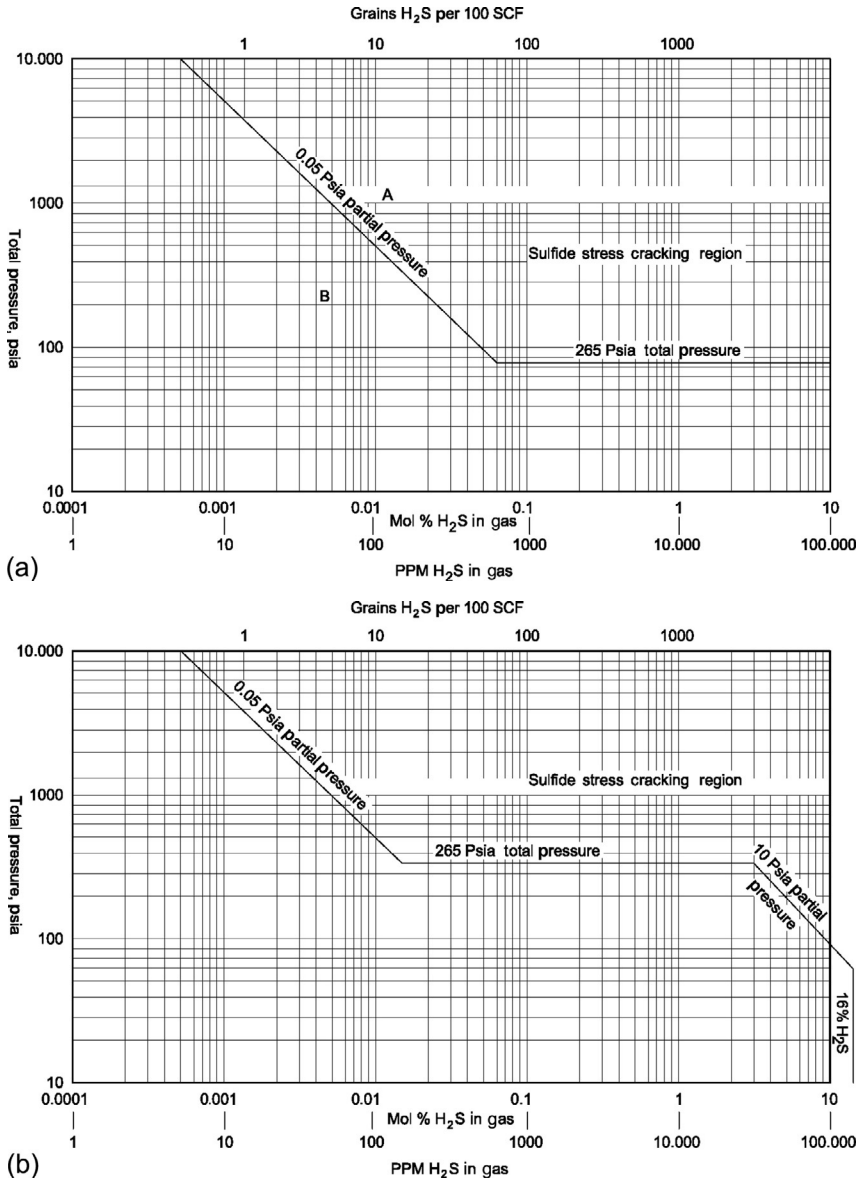 Grains H₂S per 100 SCF
1 10 100 1000
10.000
1000
100
10
Total pressure, psia
0.05 Psia partial pressure
A
B
Sulfide stress cracking region
265 Psia total pressure
0.0001 0.001 0.01 0.1 1 10
Mol % H₂S in gas
1 10 100 1000 10.000 100.000
PPM H₂S in gas
(a)
Grains H₂S per 100 SCF
1 10 100 1000
10.000
1000
100
10
Total pressure, psia
0.05 Psia partial pressure
Sulfide stress cracking region
265 Psia total pressure
10 Psia partial
pressure
16% H₂S
0.0001 0.001 0.01 0.1 1 10
Mol % H₂S in gas
1 10 100 1000 10.000 100.000
PPM H₂S in gas
(b)